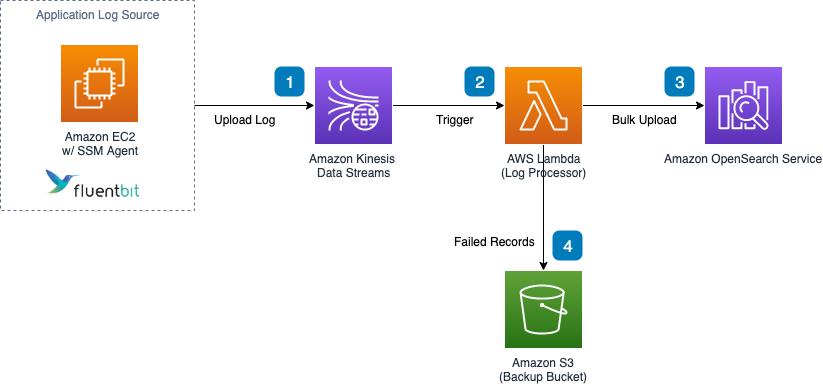 Application Log Source
Amazon EC2
w/ SSM Agent
fluentbit
1
Upload Log
Amazon Kinesis
Data Streams
2
Trigger
AWS Lambda
(Log Processor)
3
Bulk Upload
Amazon OpenSearch Service
Failed Records
4
Amazon S3
(Backup Bucket)